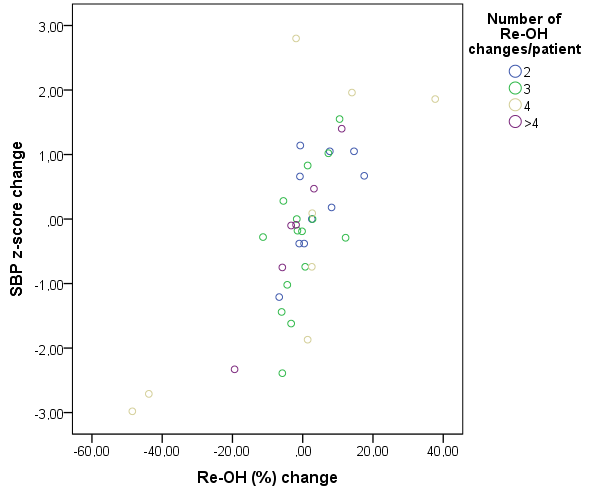 Number of
Re-OH
changes/patient
2
3
4
>4
3,00
2,00
1,00
,00
-1,00
-2,00
-3,00
SBP z-score change
-60,00 -40,00 -20,00 ,00 20,00 40,00
Re-OH (%) change